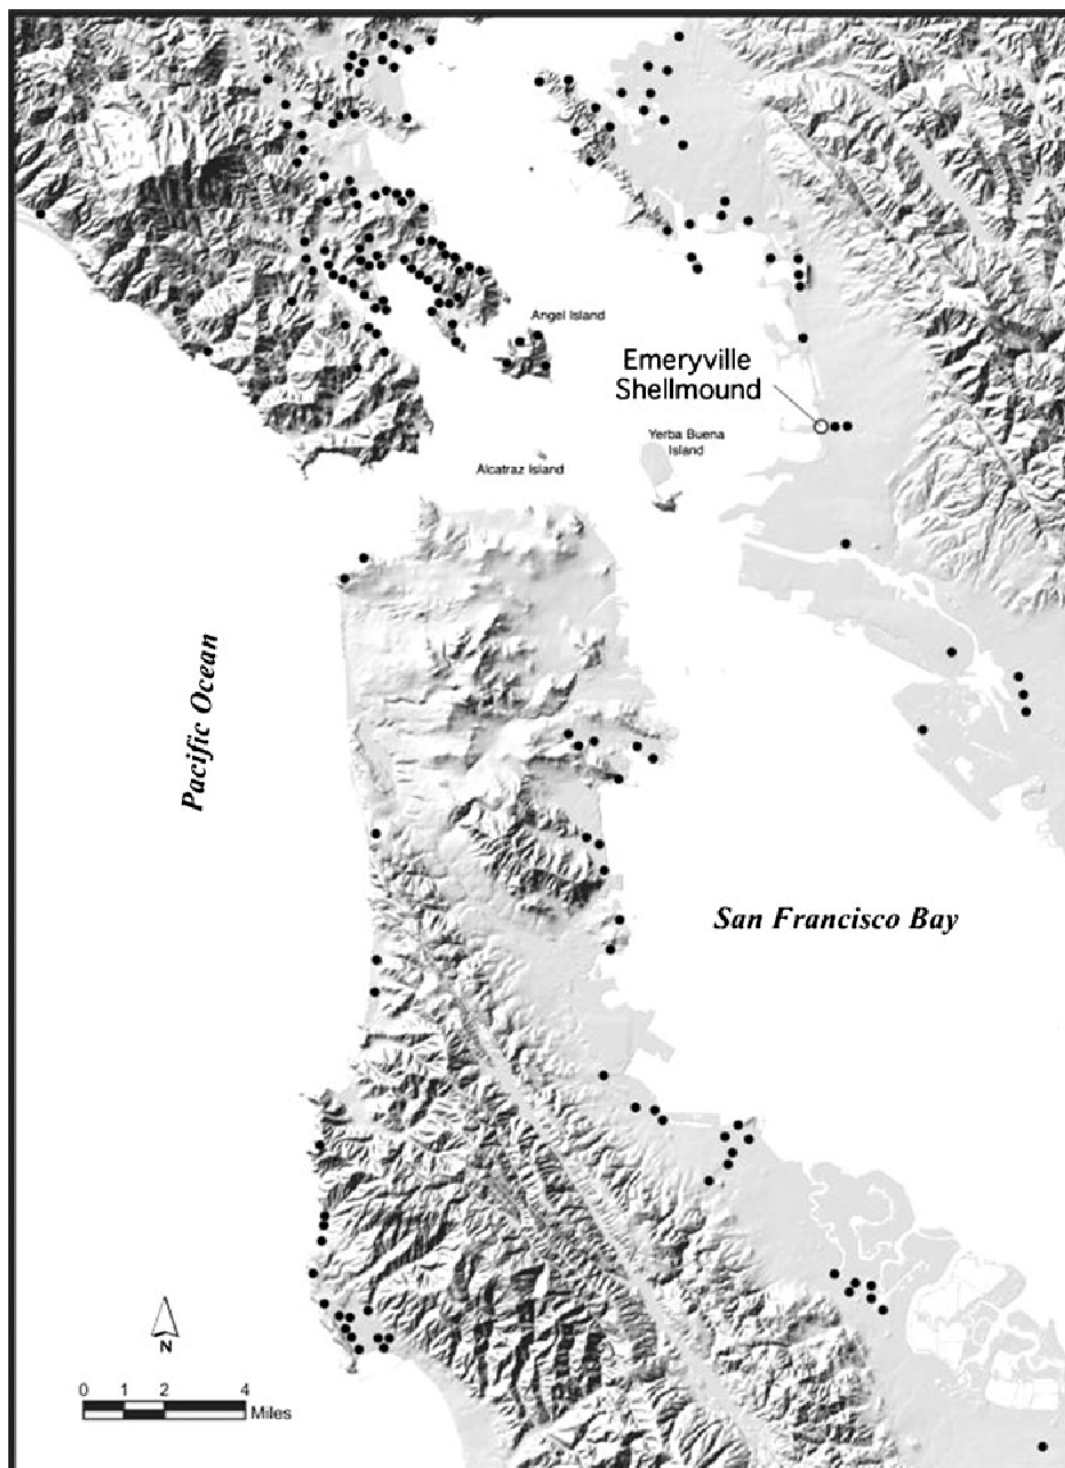 Angel Island
Emeryville
Shellmound
Yerba Buena
Island
Alcatraz Island
Pacific Ocean
San Francisco Bay
N
0 1 2 4
Miles